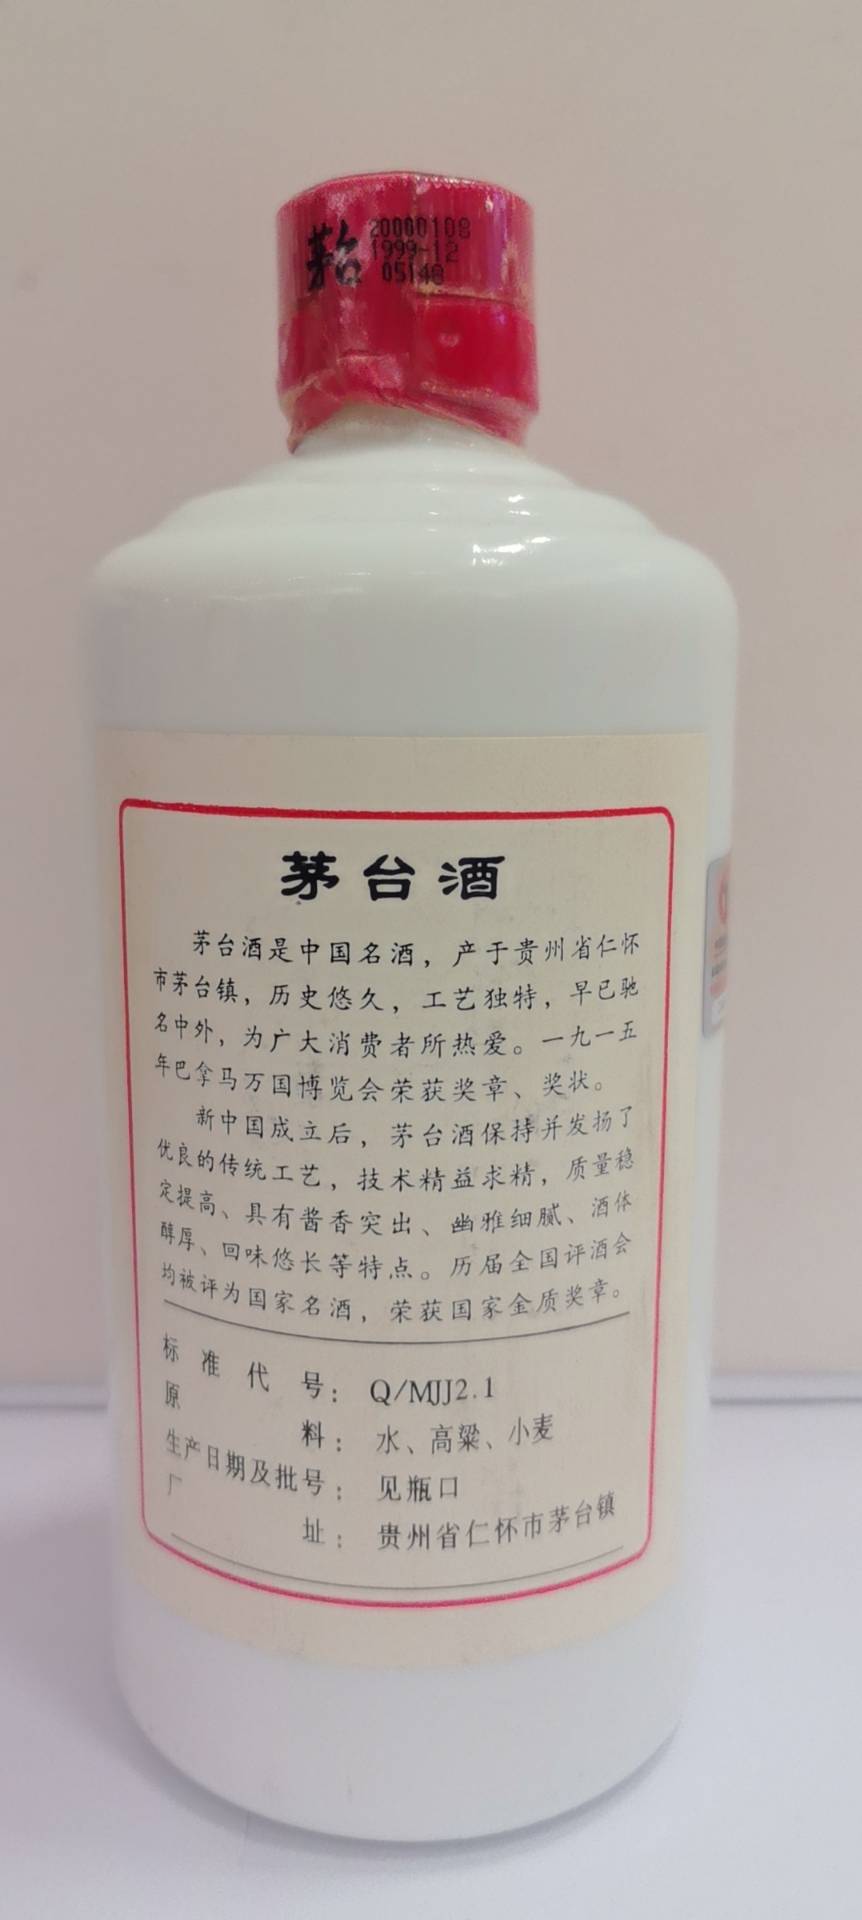 茅台
20000108
1999-12
05140
茅台酒
茅台酒是中国名酒，产于贵州省仁怀
市茅台镇，历史悠久，工艺独特，早已驰
名中外，为广大消费者所热爱。一九一五
年巴拿马万国博览会荣获奖章、奖状。
新中国成立后，茅台酒保持并发扬了
优良的传统工艺，技术精益求精，质量稳
定提高、具有酱香突出、幽雅细腻、酒体
醇厚、回味悠长等特点。历届全国评酒会
均被评为国家名酒，荣获国家金质奖章。
标准代号：Q/MJJ2.1
原料：水、高粱、小麦
生产日期及批号：见瓶口
厂址：贵州省仁怀市茅台镇